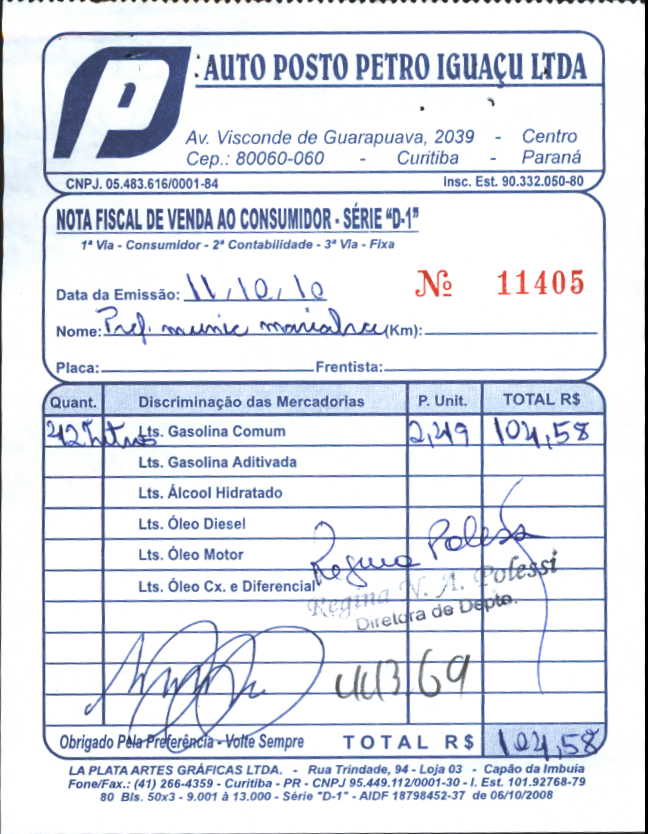 AUTO POSTO PETRO IGUAÇU LTDA
Av. Visconde de Guarapuava, 2039 - Centro
Cep.: 80060-060 - Curitiba - Paraná
CNPJ. 05.483.616/0001-84 Insc. Est. 90.332.050-80
NOTA FISCAL DE VENDA AO CONSUMIDOR - SÉRIE "D-1"
1ª Via - Consumidor - 2ª Contabilidade - 3ª Via - Fixa
Data da Emissão: 11/10/10 Nº 11405
Nome: Pref. munic marialva (Km):
Placa: Frentista:
Quant. Discriminação das Mercadorias P. Unit. TOTAL R$
42 litros Lts. Gasolina Comum 2,49 104,58
Lts. Gasolina Aditivada
Lts. Álcool Hidratado
Lts. Óleo Diesel
Lts. Óleo Motor
Lts. Óleo Cx. e Diferencial
Regina Polessi
Regina N. A. Polessi
Diretora de Depto.
Obrigado Pela Preferência - Volte Sempre TOTAL R$ 104,58
LA PLATA ARTES GRÁFICAS LTDA. - Rua Trindade, 94 - Loja 03 - Capão da Imbuia
Fone/Fax.: (41) 266-4359 - Curitiba - PR - CNPJ 95.449.112/0001-30 - I. Est. 101.92768-79
80 Bls. 50x3 - 9.001 à 13.000 - Série "D-1" - AIDF 18798452-37 de 06/10/2008